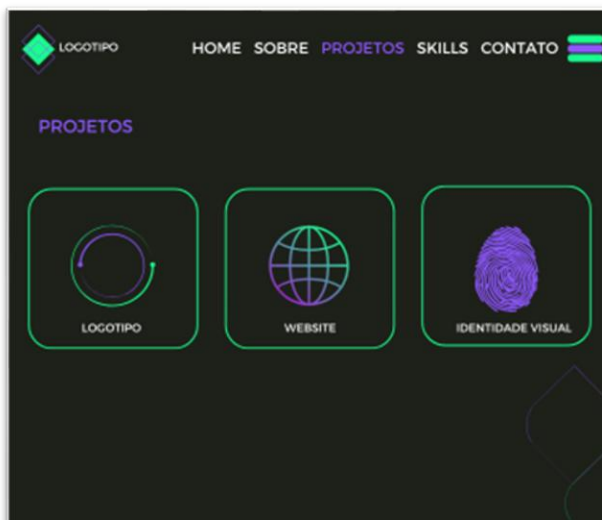 LOGOTIPO
HOME SOBRE PROJETOS SKILLS CONTATO
PROJETOS
LOGOTIPO
WEBSITE
IDENTIDADE VISUAL